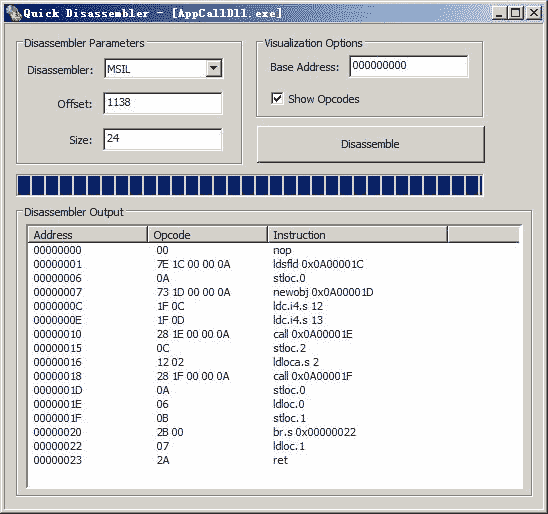 Quick Disassembler - [AppCallDll.exe]
Disassembler Parameters
Disassembler: MSIL
Offset: 1138
Size: 24
Visualization Options
Base Address: 000000000
Show Opcodes
Disassemble
Disassembler Output
Address Opcode Instruction
00000000 00 nop
00000001 7E 1C 00 00 0A ldsfld 0x0A00001C
00000006 0A stloc.0
00000007 73 1D 00 00 0A newobj 0x0A00001D
0000000C 1F 0C ldc.i4.s 12
0000000E 1F 0D ldc.i4.s 13
00000010 28 1E 00 00 0A call 0x0A00001E
00000015 0C stloc.2
00000016 12 02 ldloca.s 2
00000018 28 1F 00 00 0A call 0x0A00001F
0000001D 0A stloc.0
0000001E 06 ldloc.0
0000001F 0B stloc.1
00000020 2B 00 br.s 0x00000022
00000022 07 ldloc.1
00000023 2A ret